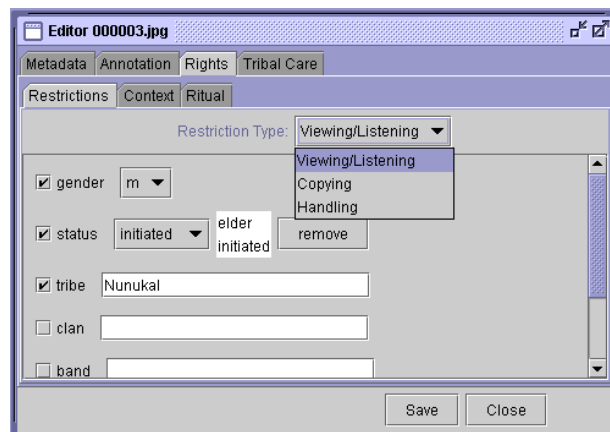 Editor 000003.jpg
Metadata Annotation Rights Tribal Care
Restrictions Context Ritual
Restriction Type: Viewing/Listening
Viewing/Listening
Copying
Handling
gender m
status initiated elder remove
initiated
tribe Nunukal
clan
band
Save Close